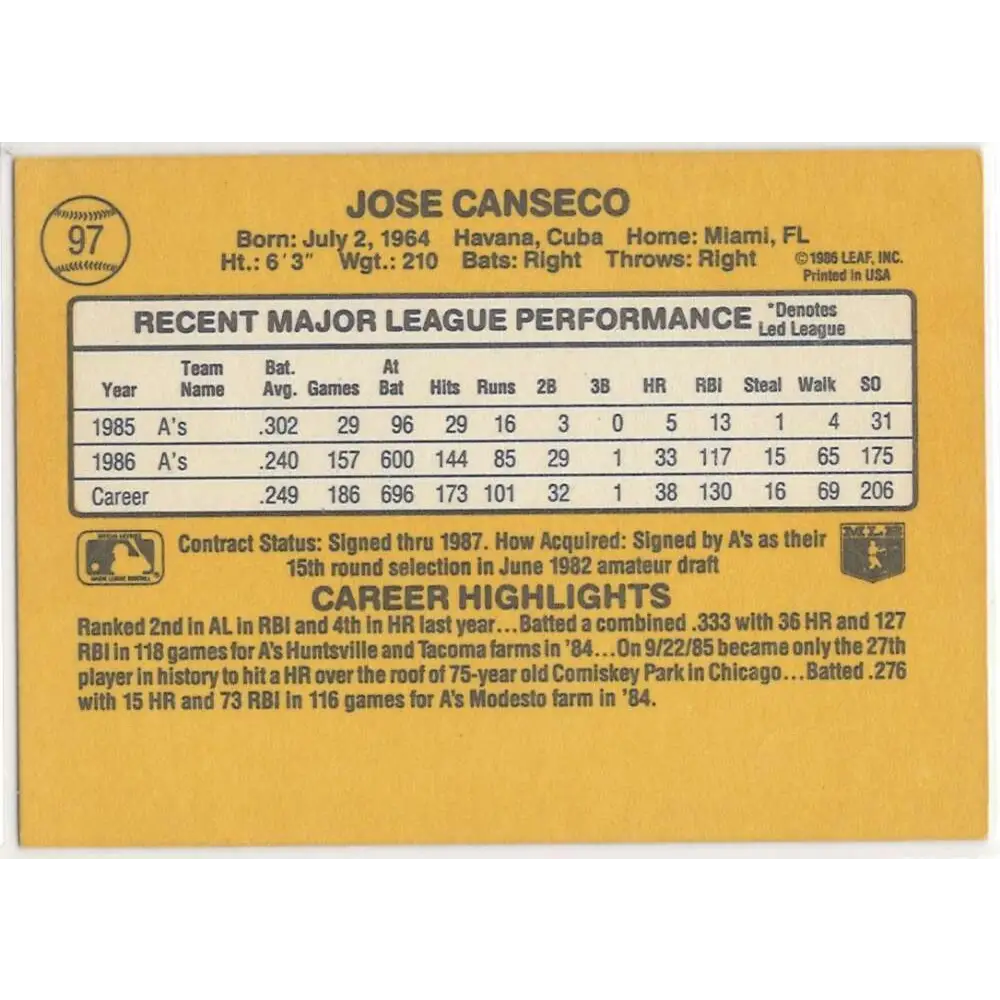 97
JOSE CANSECO
Born: July 2, 1964 Havana, Cuba Home: Miami, FL
Ht.: 6'3" Wgt.: 210 Bats: Right Throws: Right
©1986 LEAF, INC.
Printed in USA
RECENT MAJOR LEAGUE PERFORMANCE
*Denotes
Led League
Year Team Name Bat. Avg. Games At Bat Hits Runs 2B 3B HR RBI Steal Walk SO
1985 A's .302 29 96 29 16 3 0 5 13 1 4 31
1986 A's .240 157 600 144 85 29 1 33 117 15 65 175
Career .249 186 696 173 101 32 1 38 130 16 69 206
Contract Status: Signed thru 1987. How Acquired: Signed by A's as their
15th round selection in June 1982 amateur draft
MLB
CAREER HIGHLIGHTS
Ranked 2nd in AL in RBI and 4th in HR last year...Batted a combined .333 with 36 HR and 127
RBI in 118 games for A's Huntsville and Tacoma farms in '84...On 9/22/85 became only the 27th
player in history to hit a HR over the roof of 75-year old Comiskey Park in Chicago...Batted .276
with 15 HR and 73 RBI in 116 games for A's Modesto farm in '84.